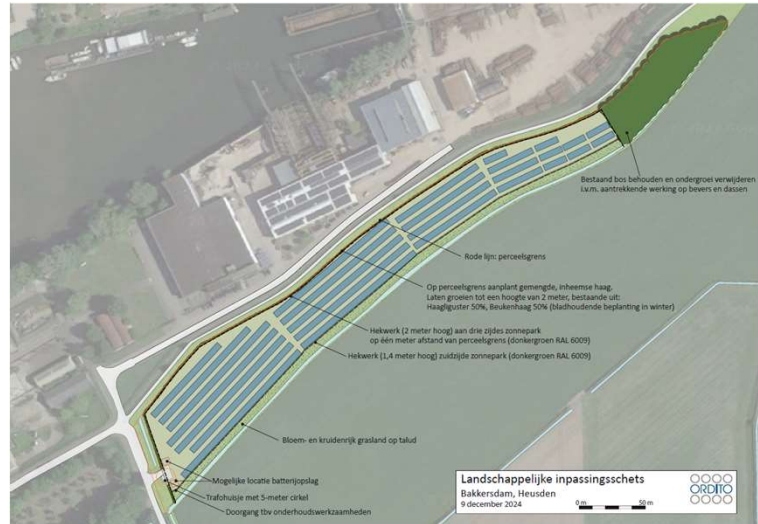 Bestaand bos behouden en ondergroei verwijderen
i.v.m. aantrekkende werking op bevers en dassen
Rode lijn: perceelsgrens
Op perceelsgrens aanplant gemengde, inheemse haag.
Laten groeien tot een hoogte van 2 meter, bestaande uit:
Haagliguster 50%, Beukenhaag 50% (bladhoudende beplanting in winter)
Hekwerk (2 meter hoog) aan drie zijdes zonnepark
op één meter afstand van perceelsgrens (donkergroen RAL 6009)
Hekwerk (1,4 meter hoog) zuidzijde zonnepark (donkergroen RAL 6009)
Bloem- en kruidenrijk grasland op talud
Mogelijke locatie batterijopslag
Trafohuisje met 5-meter cirkel
Doorgang tbv onderhoudswerkzaamheden
Landschappelijke inpassingsschets
Bakkersdam, Heusden
9 december 2024
0 m 50 m
ORDITO